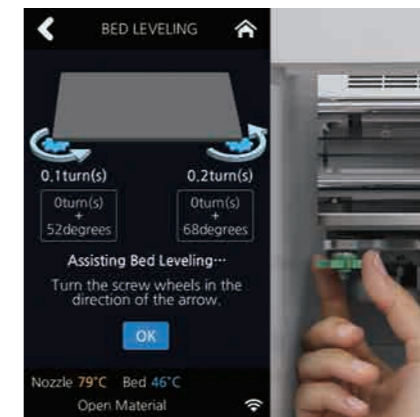 BED LEVELING
0.1turn(s)
0.2turn(s)
0turn(s)
+
52degrees
0turn(s)
+
68degrees
Assisting Bed Leveling···
Turn the screw wheels in the
direction of the arrow.
OK
Nozzle 79°C Bed 46°C
Open Material